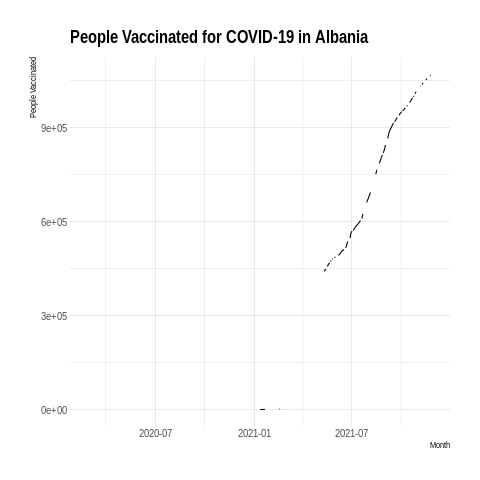 People Vaccinated for COVID-19 in Albania
People Vaccinated
9e+05
6e+05
3e+05
0e+00
2020-07
2021-01
2021-07
Month